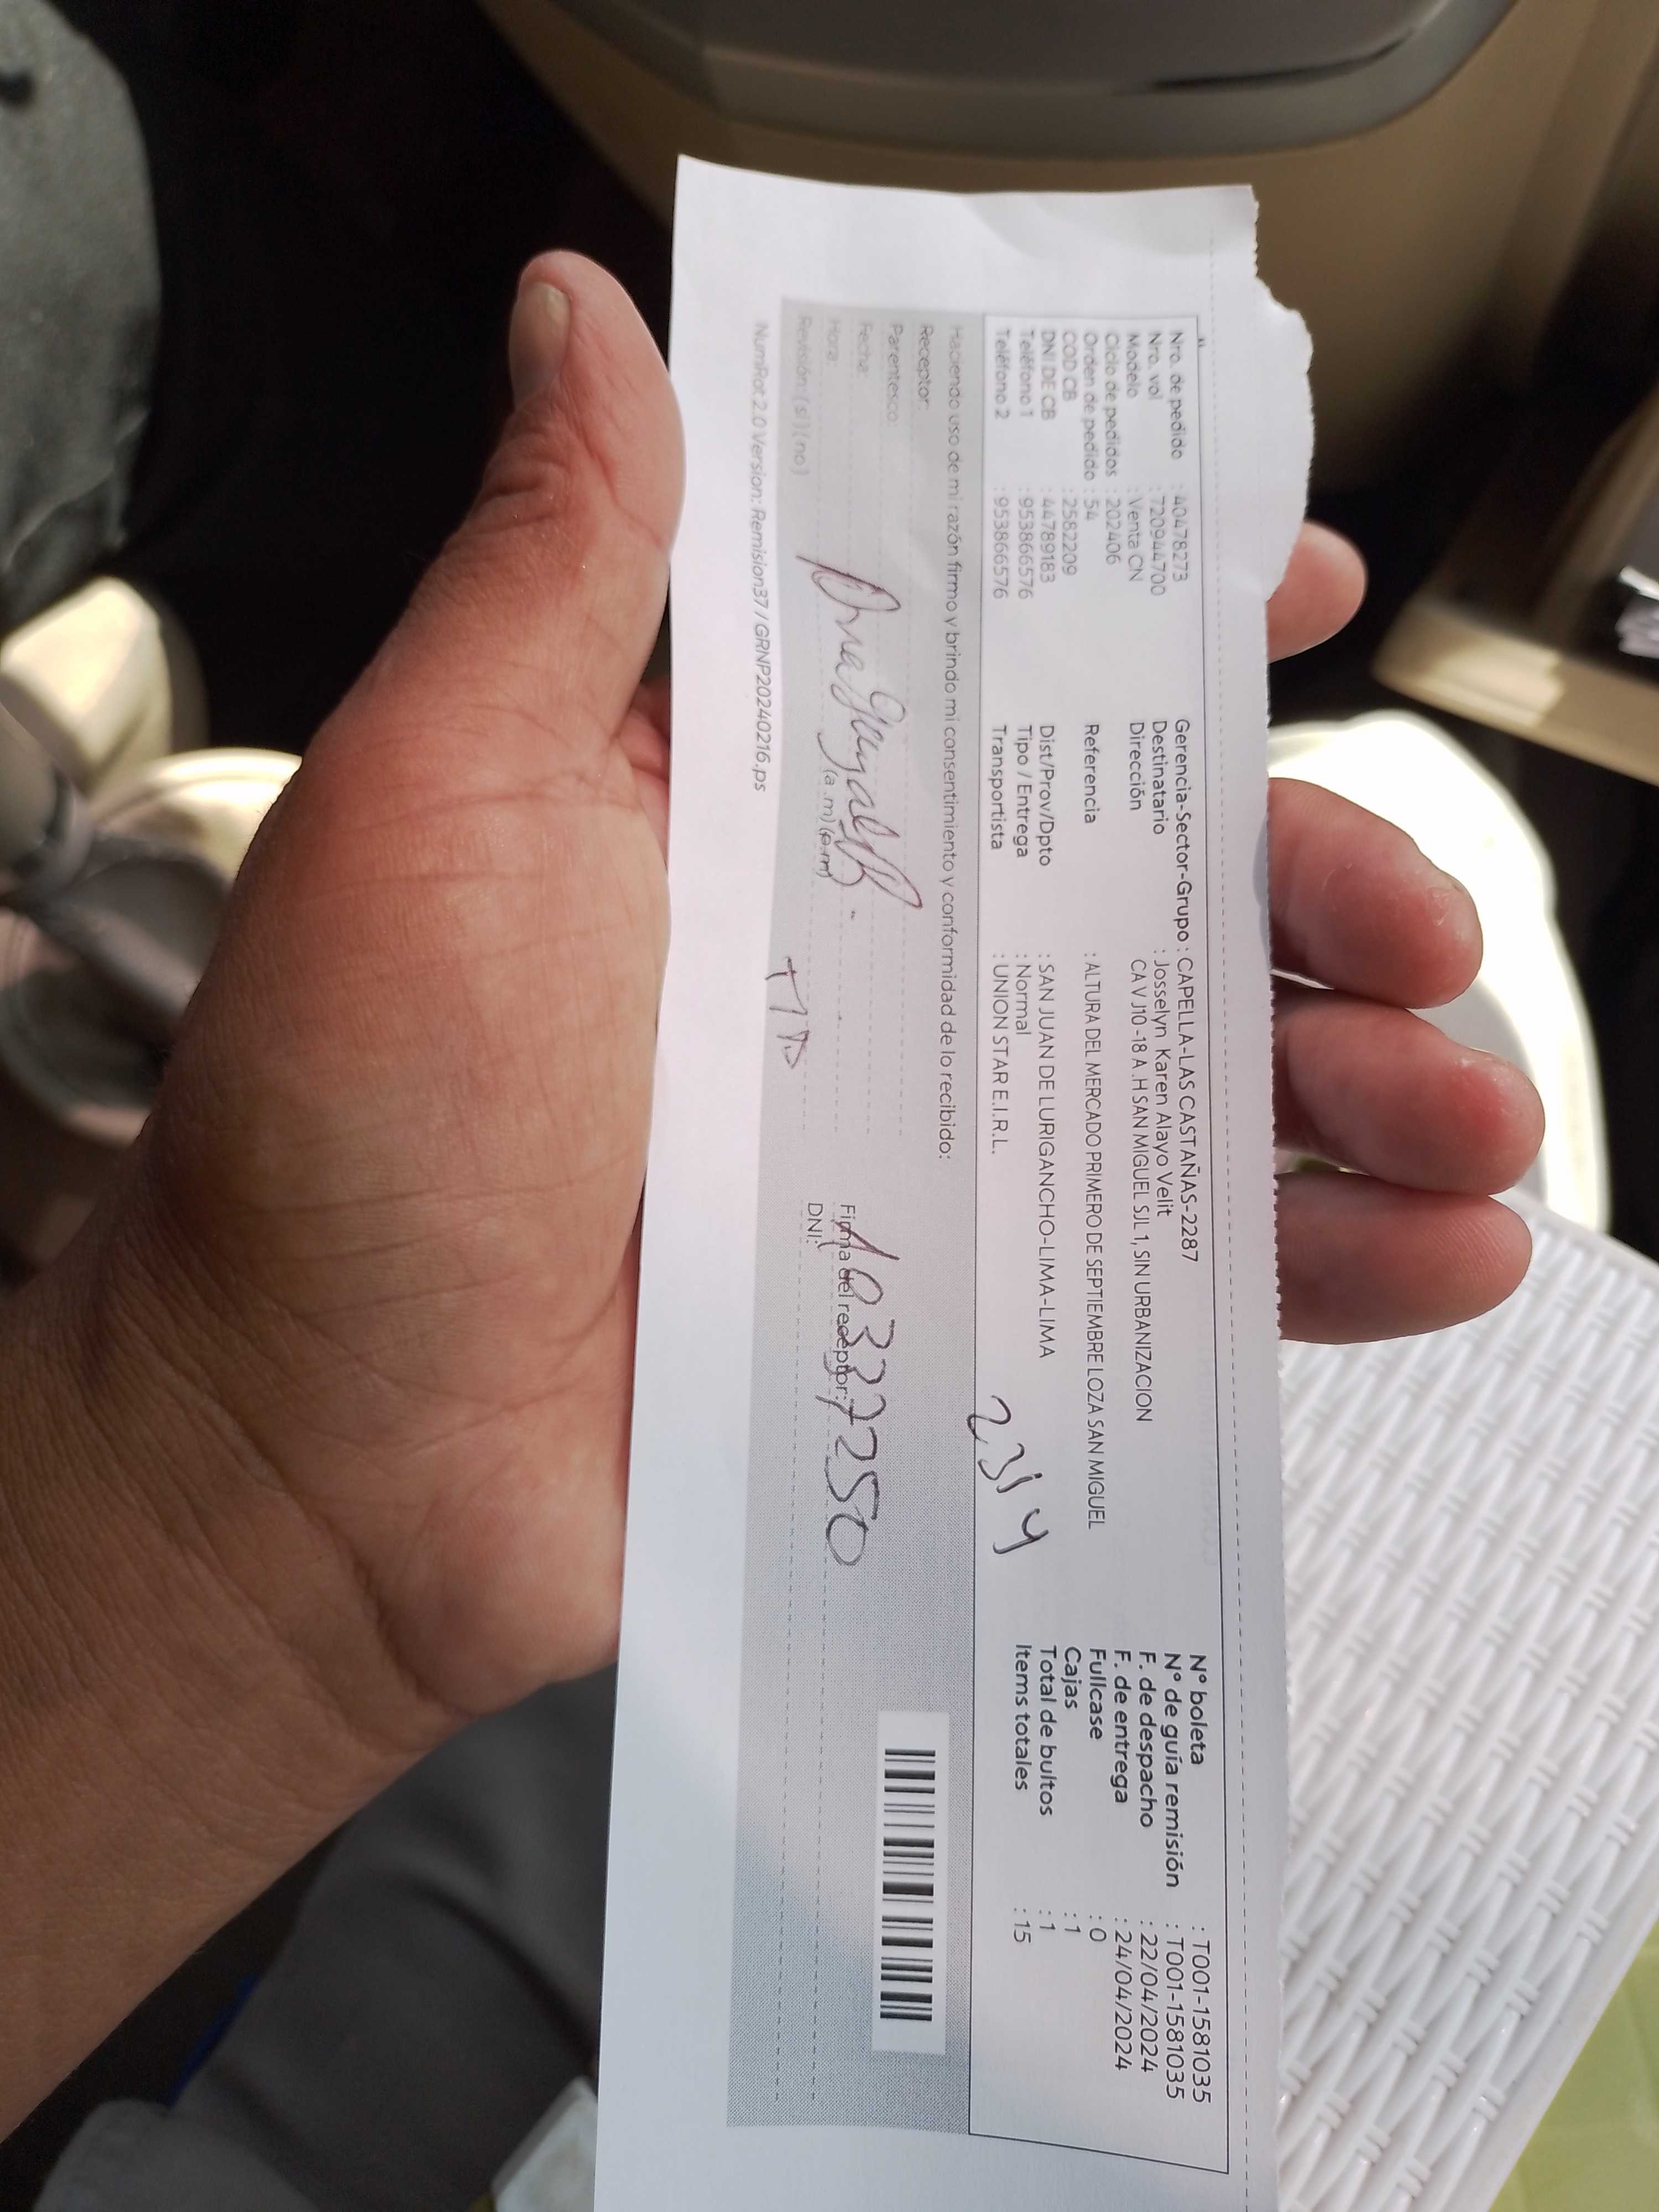 Nro. de pedido : 40478273
Nro. vol : 720944700
Modelo : Venta CN
Ciclo de pedidos : 202406
Orden de pedido : 54
COD CB : 2582209
DNI DE CB : 44789183
Teléfono 1 : 953866576
Teléfono 2 : 953866576
Gerencia-Sector-Grupo : CAPELLA-LAS CASTAÑAS-2287
Destinatario : Josselyn Karen Alayo Velit
Dirección CA V J10 -18 A .H SAN MIGUEL SJL 1, SIN URBANIZACION
Referencia : ALTURA DEL MERCADO PRIMERO DE SEPTIEMBRE LOZA SAN MIGUEL
Dist/Prov/Dpto : SAN JUAN DE LURIGANCHO-LIMA-LIMA
Tipo / Entrega : Normal
Transportista : UNION STAR E.I.R.L.
N° boleta : T001-1581035
N° de guía remisión : T001-1581035
F. de despacho : 22/04/2024
F. de entrega : 24/04/2024
Fullcase : 0
Cajas : 1
Total de bultos : 1
Items totales : 15
Haciendo uso de mi razón firmo y brindo mi consentimiento y conformidad de lo recibido:
Receptor:
Parentesco:
Fecha:
Hora: (a .m) (p.m)
Revisión: (si) (no)
Firma del receptor:
DNI:
NumiRot 2.0 Version: Remision37 / GRNP20240216.ps